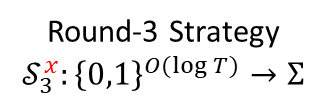 Round-3 Strategy
𝒮₃ˣ: {0,1}^{O(log T)} → Σ